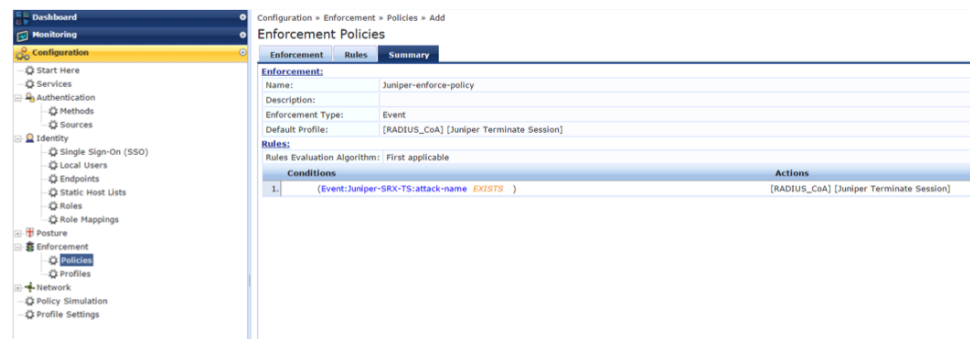 Dashboard
Monitoring
Configuration
Start Here
Services
Authentication
Methods
Sources
Identity
Single Sign-On (SSO)
Local Users
Endpoints
Static Host Lists
Roles
Role Mappings
Posture
Enforcement
Policies
Profiles
Network
Policy Simulation
Profile Settings
Configuration » Enforcement » Policies » Add
Enforcement Policies
Enforcement Rules Summary
Enforcement:
Name: Juniper-enforce-policy
Description:
Enforcement Type: Event
Default Profile: [RADIUS_CoA] [Juniper Terminate Session]
Rules:
Rules Evaluation Algorithm: First applicable
Conditions Actions
1. (Event:Juniper-SRX-TS:attack-name EXISTS ) [RADIUS_CoA] [Juniper Terminate Session]